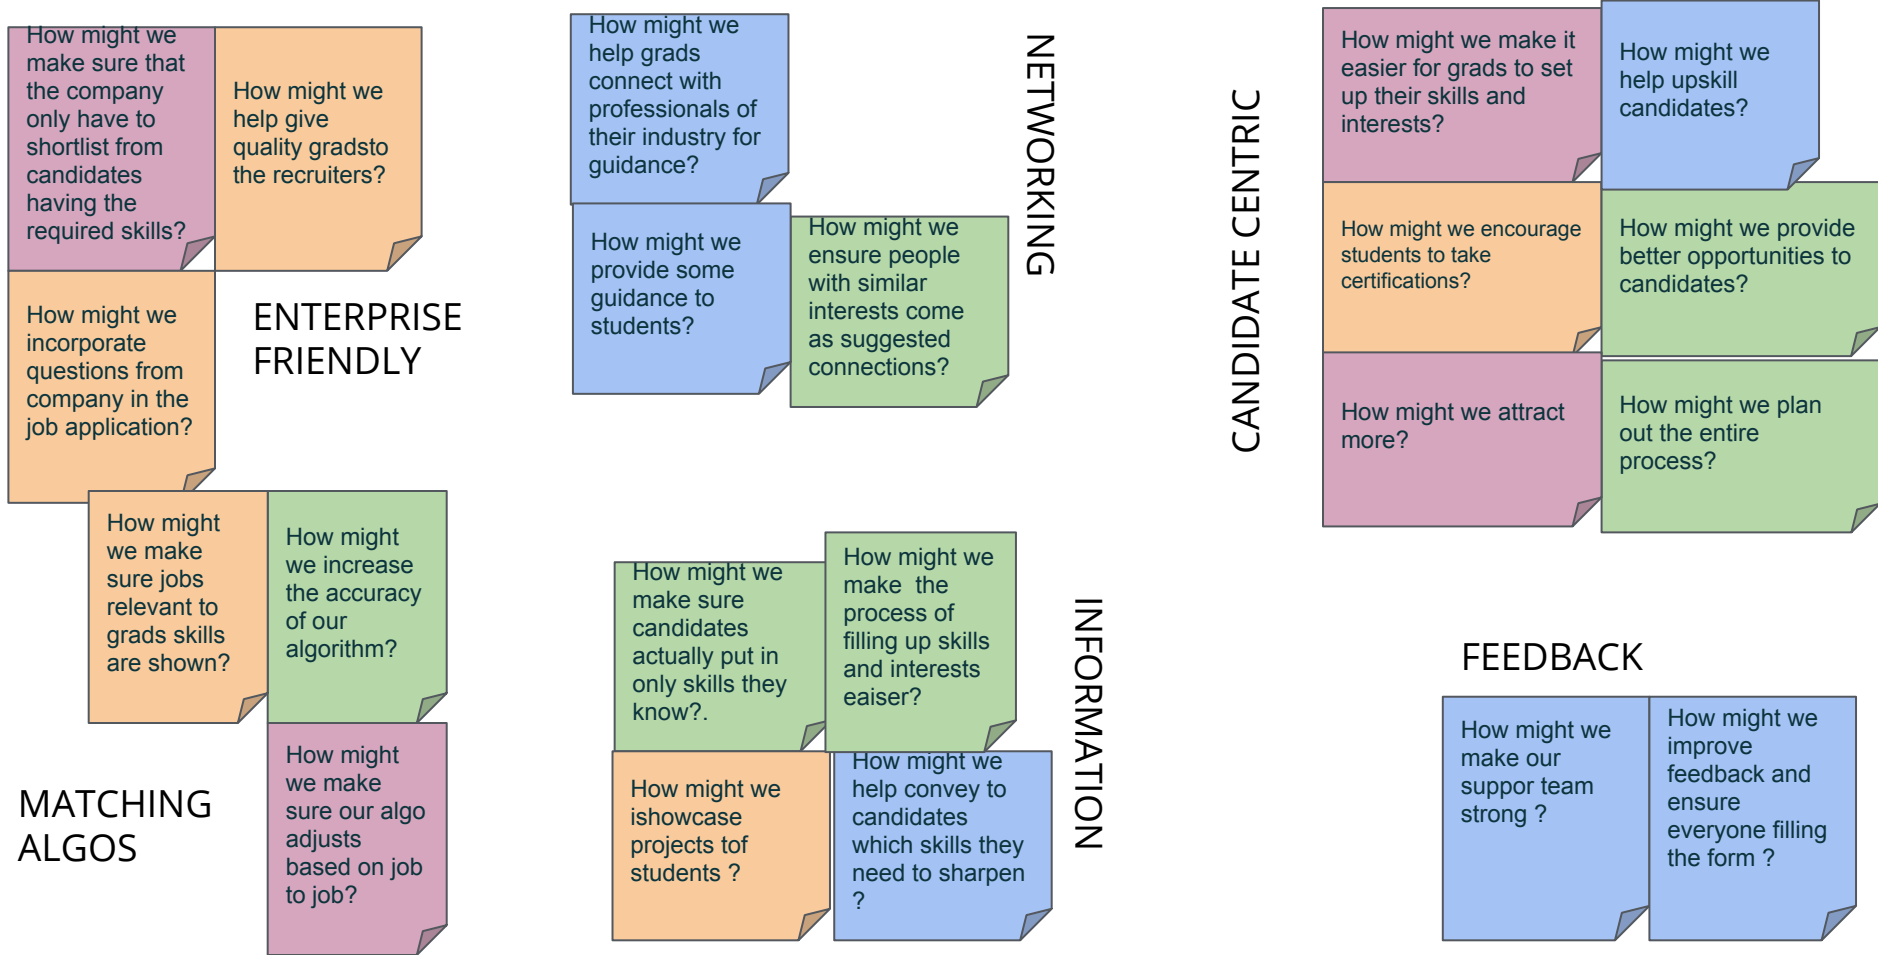 How might we
make sure that
the company
only have to
shortlist from
candidates
having the
required skills?
How might we
help give
quality gradsto
the recruiters?
How might we
incorporate
questions from
company in the
job application?
ENTERPRISE
FRIENDLY
How might
we make
sure jobs
relevant to
grads skills
are shown?
How might
we increase
the accuracy
of our
algorithm?
How might
we make
sure our algo
adjusts
based on job
to job?
MATCHING
ALGOS
How might we
help grads
connect with
professionals of
their industry for
guidance?
How might we
provide some
guidance to
students?
How might we
ensure people
with similar
interests come
as suggested
connections?
NETWORKING
How might we
make sure
candidates
actually put in
only skills they
know?.
How might we
make  the
process of
filling up skills
and interests
eaiser?
How might we
ishowcase
projects tof
students ?
How might we
help convey to
candidates
which skills they
need to sharpen
?
INFORMATION
CANDIDATE CENTRIC
How might we make it
easier for grads to set
up their skills and
interests?
How might we
help upskill
candidates?
How might we encourage
students to take
certifications?
How might we provide
better opportunities to
candidates?
How might we attract
more?
How might we plan
out the entire
process?
FEEDBACK
How might we
make our
suppor team
strong ?
How might we
improve
feedback and
ensure
everyone filling
the form ?